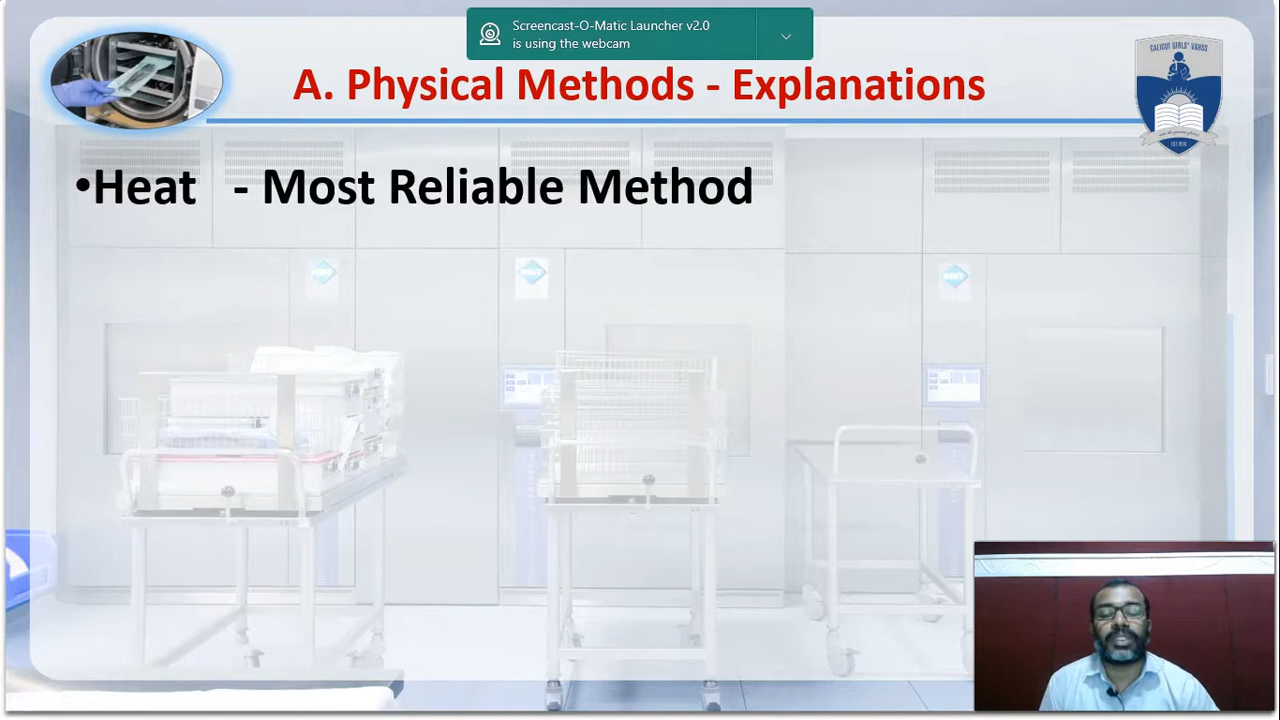 Screencast-O-Matic Launcher v2.0
is using the webcam
A. Physical Methods - Explanations
CALICUT GIRLS' VHSS
•Heat - Most Reliable Method